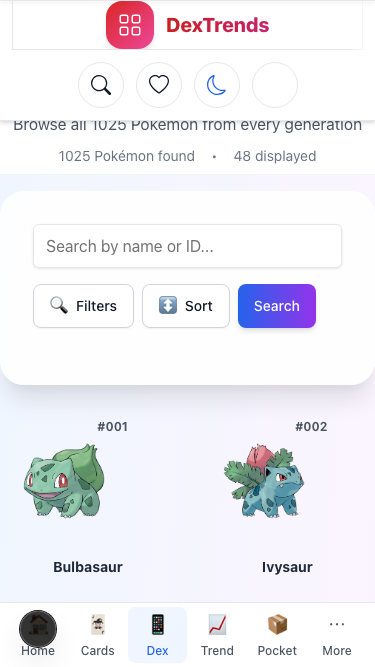 DexTrends
Browse all 1025 Pokémon from every generation
1025 Pokémon found • 48 displayed
Search by name or ID...
Filters Sort Search
#001 #002
Bulbasaur Ivysaur
Home Cards Dex Trend Pocket More